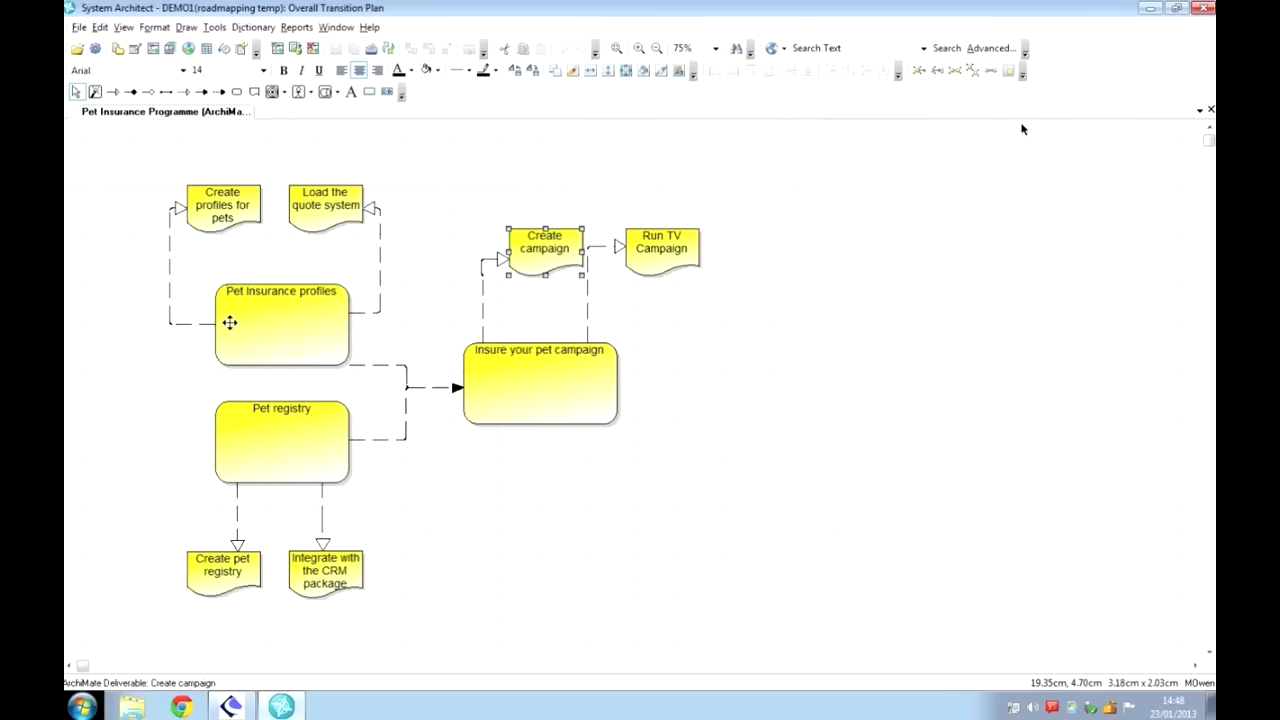 System Architect - DEMO1(roadmapping temp): Overall Transition Plan
File Edit View Format Draw Tools Dictionary Reports Window Help
75% Search Text Search Advanced...
Arial 14 B I U A
A
Pet Insurance Programme (ArchiMa...
Create
profiles for
pets
Load the
quote system
Create
campaign
Run TV
Campaign
Pet Insurance profiles
Insure your pet campaign
Pet registry
Create pet
registry
Integrate with
the CRM
package
ArchiMate Deliverable: Create campaign 19.35cm, 4.70cm 3.18cm x 2.03cm MOwen
14:48
23/01/2013